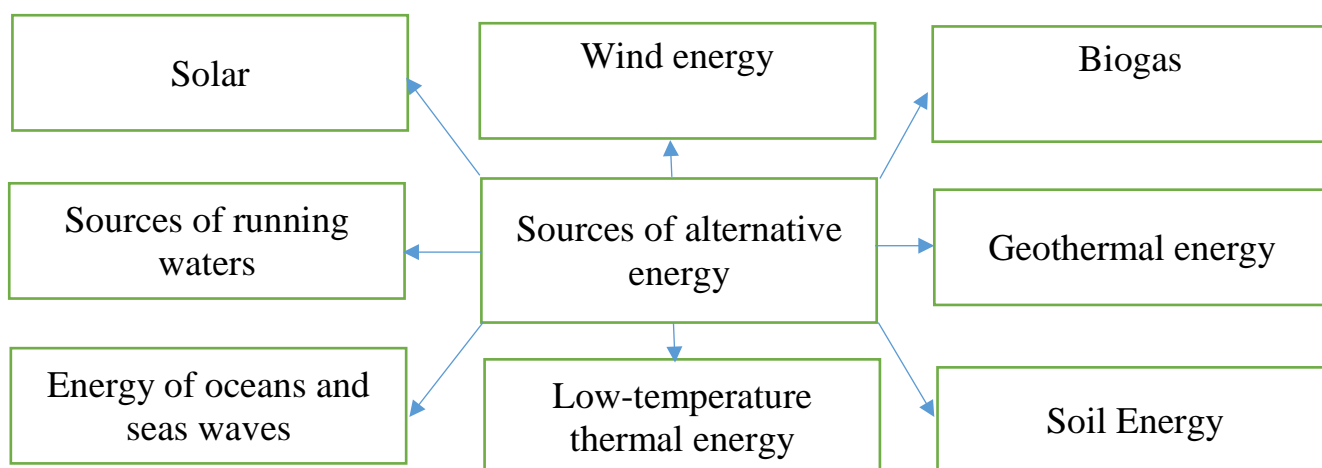 Solar
Wind energy
Biogas
Sources of running
waters
Sources of alternative
energy
Geothermal energy
Energy of oceans and
seas waves
Low-temperature
thermal energy
Soil Energy